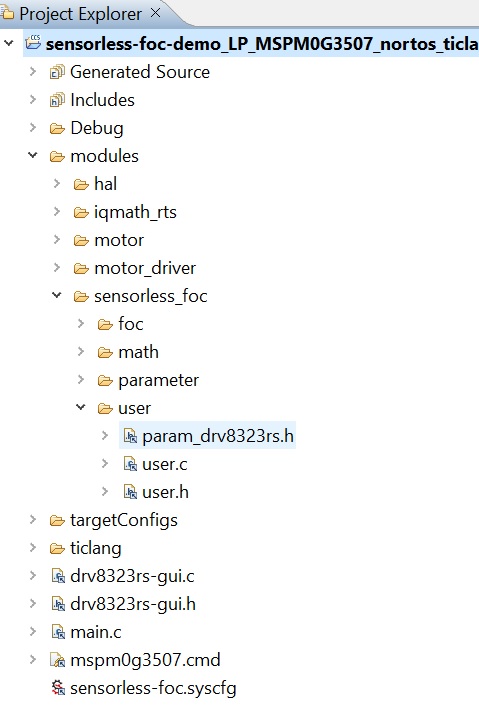 Project Explorer
sensorless-foc-demo_LP_MSPM0G3507_nortos_ticla
Generated Source
Includes
Debug
modules
hal
iqmath_rts
motor
motor_driver
sensorless_foc
foc
math
parameter
user
param_drv8323rs.h
user.c
user.h
targetConfigs
ticlang
drv8323rs-gui.c
drv8323rs-gui.h
main.c
mspm0g3507.cmd
sensorless-foc.syscfg